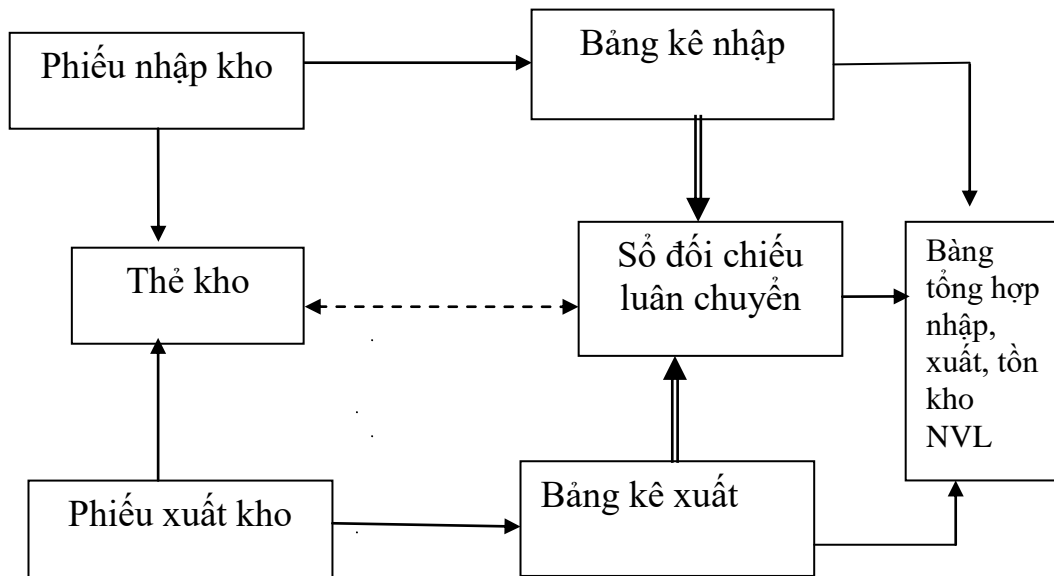 Phiếu nhập kho
Bảng kê nhập
Thẻ kho
Sổ đối chiếu
luân chuyển
Bàng
tổng hợp
nhập,
xuất, tồn
kho
NVL
Phiếu xuất kho
Bảng kê xuất